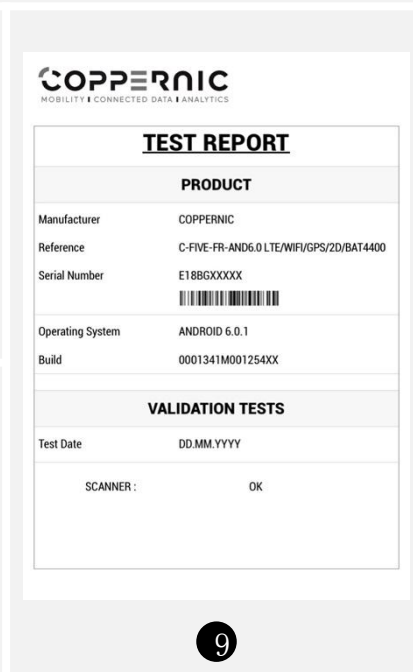 COPPERNIC
MOBILITY I CONNECTED DATA I ANALYTICS
TEST REPORT
PRODUCT
Manufacturer COPPERNIC
Reference C-FIVE-FR-AND6.0 LTE/WIFI/GPS/2D/BAT4400
Serial Number E18BGXXXXX
Operating System ANDROID 6.0.1
Build 0001341M001254XX
VALIDATION TESTS
Test Date DD.MM.YYYY
SCANNER : OK
9